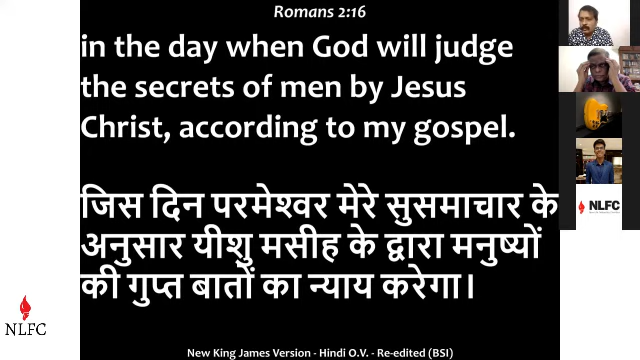 Romans 2:16
in the day when God will judge
the secrets of men by Jesus
Christ, according to my gospel.
जिस दिन परमेश्वर मेरे सुसमाचार के
अनुसार यीशु मसीह के द्वारा मनुष्यों
की गुप्त बातों का न्याय करेगा।
New King James Version - Hindi O.V. - Re-edited (BSI)
NLFC
NLFC